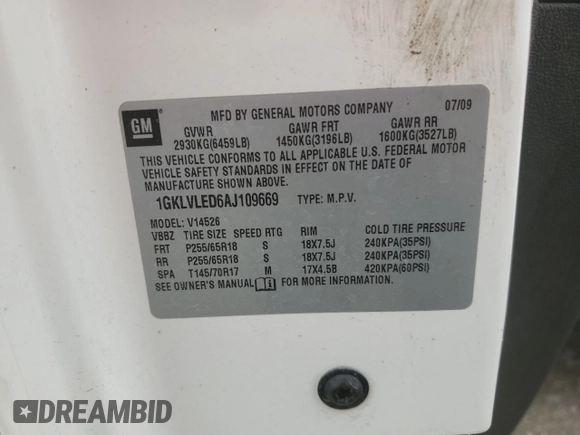 GM
MFD BY GENERAL MOTORS COMPANY 07/09
GVWR GAWR FRT GAWR RR
2930KG(6459LB) 1450KG(3196LB) 1600KG(3527LB)
THIS VEHICLE CONFORMS TO ALL APPLICABLE U.S. FEDERAL MOTOR
VEHICLE SAFETY STANDARDS IN EFFECT ON THE DATE OF
MANUFACTURE SHOWN ABOVE.
1GKLVLED6AJ109669 TYPE: M.P.V.
MODEL: V14526
VBBZ TIRE SIZE SPEED RTG RIM COLD TIRE PRESSURE
FRT P255/65R18 S 18X7.5J 240KPA(35PSI)
RR P255/65R18 S 18X7.5J 240KPA(35PSI)
SPA T145/70R17 M 17X4.5B 420KPA(60PSI)
SEE OWNER'S MANUAL FOR MORE INFORMATION.
DREAMBID